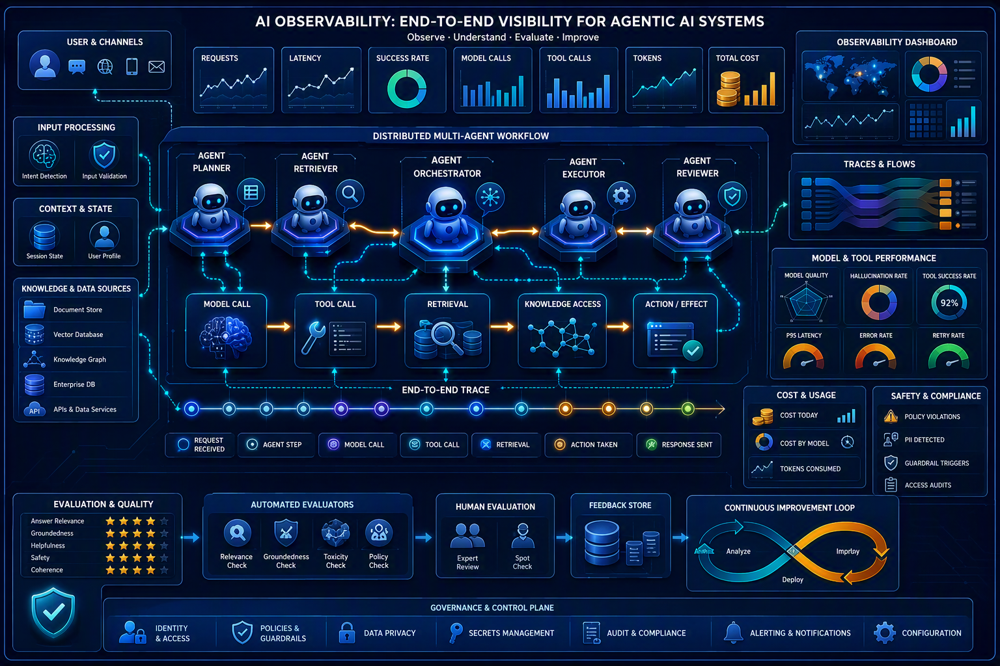 AI OBSERVABILITY: END-TO-END VISIBILITY FOR AGENTIC AI SYSTEMS
Observe · Understand · Evaluate · Improve
USER & CHANNELS
REQUESTS
LATENCY
SUCCESS RATE
MODEL CALLS
TOOL CALLS
TOKENS
TOTAL COST
OBSERVABILITY DASHBOARD
INPUT PROCESSING
Intent Detection
Input Validation
CONTEXT & STATE
Session State
User Profile
KNOWLEDGE & DATA SOURCES
Document Store
Vector Database
Knowledge Graph
Enterprise DB
API
APIs & Data Services
DISTRIBUTED MULTI-AGENT WORKFLOW
AGENT
PLANNER
AGENT
RETRIEVER
AGENT
ORCHESTRATOR
AGENT
EXECUTOR
AGENT
REVIEWER
MODEL CALL
TOOL CALL
RETRIEVAL
KNOWLEDGE ACCESS
ACTION / EFFECT
END-TO-END TRACE
REQUEST
RECEIVED
AGENT STEP
MODEL CALL
TOOL CALL
RETRIEVAL
ACTION TAKEN
RESPONSE SENT
TRACES & FLOWS
MODEL & TOOL PERFORMANCE
MODEL QUALITY
HALLUCINATION RATE
TOOL SUCCESS RATE
92%
P95 LATENCY
ERROR RATE
RETRY RATE
COST & USAGE
COST TODAY
COST BY MODEL
TOKENS CONSUMED
SAFETY & COMPLIANCE
POLICY VIOLATIONS
PII DETECTED
GUARDRAIL TRIGGERS
ACCESS AUDITS
EVALUATION & QUALITY
Answer Relevance
Groundedness
Helpfulness
Safety
Coherence
AUTOMATED EVALUATORS
Relevance
Check
Groundedness
Check
Toxicity
Check
Policy
Check
HUMAN EVALUATION
Expert
Review
Spot
Check
FEEDBACK STORE
CONTINUOUS IMPROVEMENT LOOP
Analyze
Deploy
GOVERNANCE & CONTROL PLANE
IDENTITY
& ACCESS
POLICIES &
GUARDRAILS
DATA PRIVACY
SECRETS MANAGEMENT
AUDIT & COMPLIANCE
ALERTING & NOTIFICATIONS
CONFIGURATION